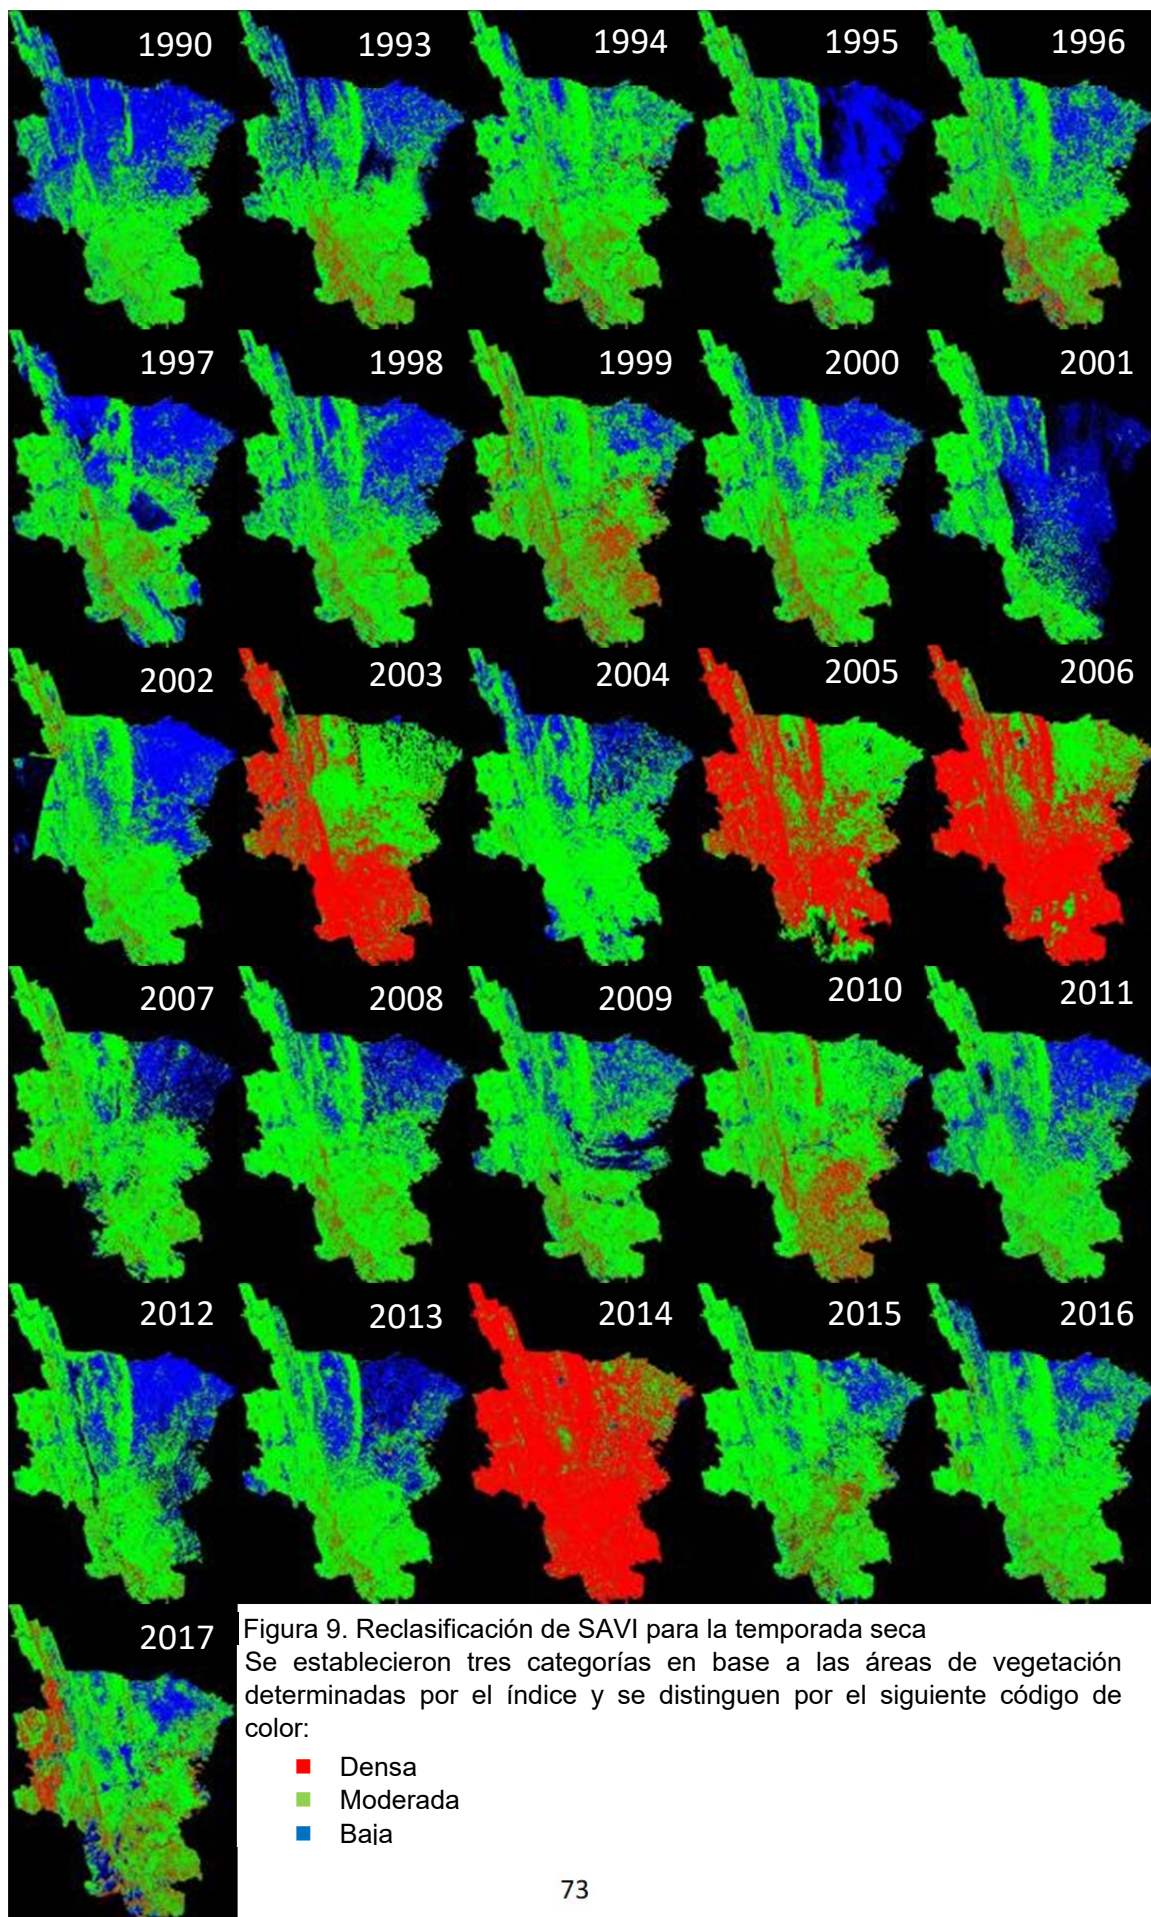 1990 1993 1994 1995 1996
1997 1998 1999 2000 2001
2002 2003 2004 2005 2006
2007 2008 2009 2010 2011
2012 2013 2014 2015 2016
2017
Figura 9. Reclasificación de SAVI para la temporada seca
Se establecieron tres categorías en base a las áreas de vegetación
determinadas por el índice y se distinguen por el siguiente código de
color:
Densa
Moderada
Baja
73